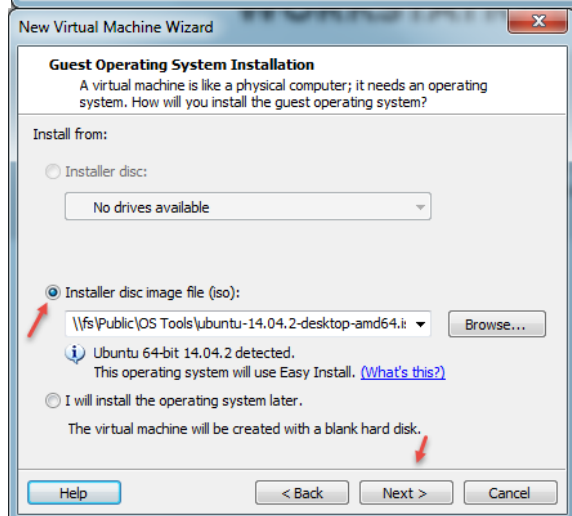 New Virtual Machine Wizard
Guest Operating System Installation
A virtual machine is like a physical computer; it needs an operating
system. How will you install the guest operating system?
Install from:
Installer disc:
No drives available
Installer disc image file (iso):
\\fs\Public\OS Tools\ubuntu-14.04.2-desktop-amd64.is
Browse...
Ubuntu 64-bit 14.04.2 detected.
This operating system will use Easy Install. (What's this?)
I will install the operating system later.
The virtual machine will be created with a blank hard disk.
Help
< Back
Next >
Cancel